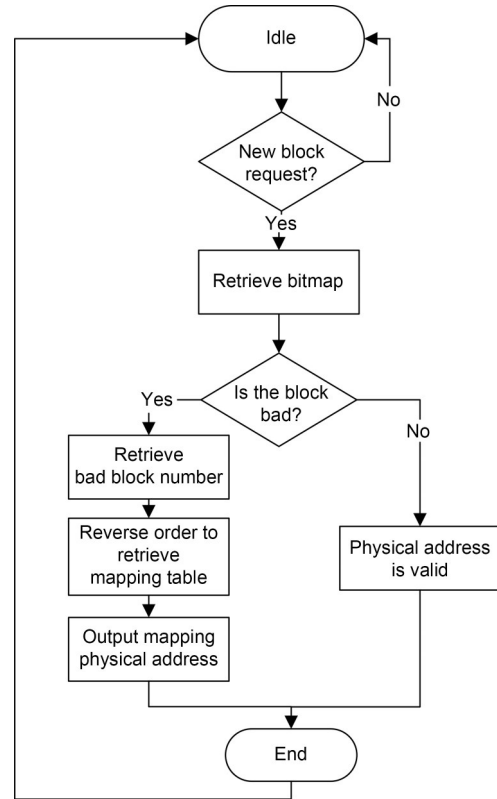 Idle
No
New block
request?
Yes
Retrieve bitmap
Is the block
bad?
Yes
No
Retrieve
bad block number
Reverse order to
retrieve
mapping table
Physical address
is valid
Output mapping
physical address
End